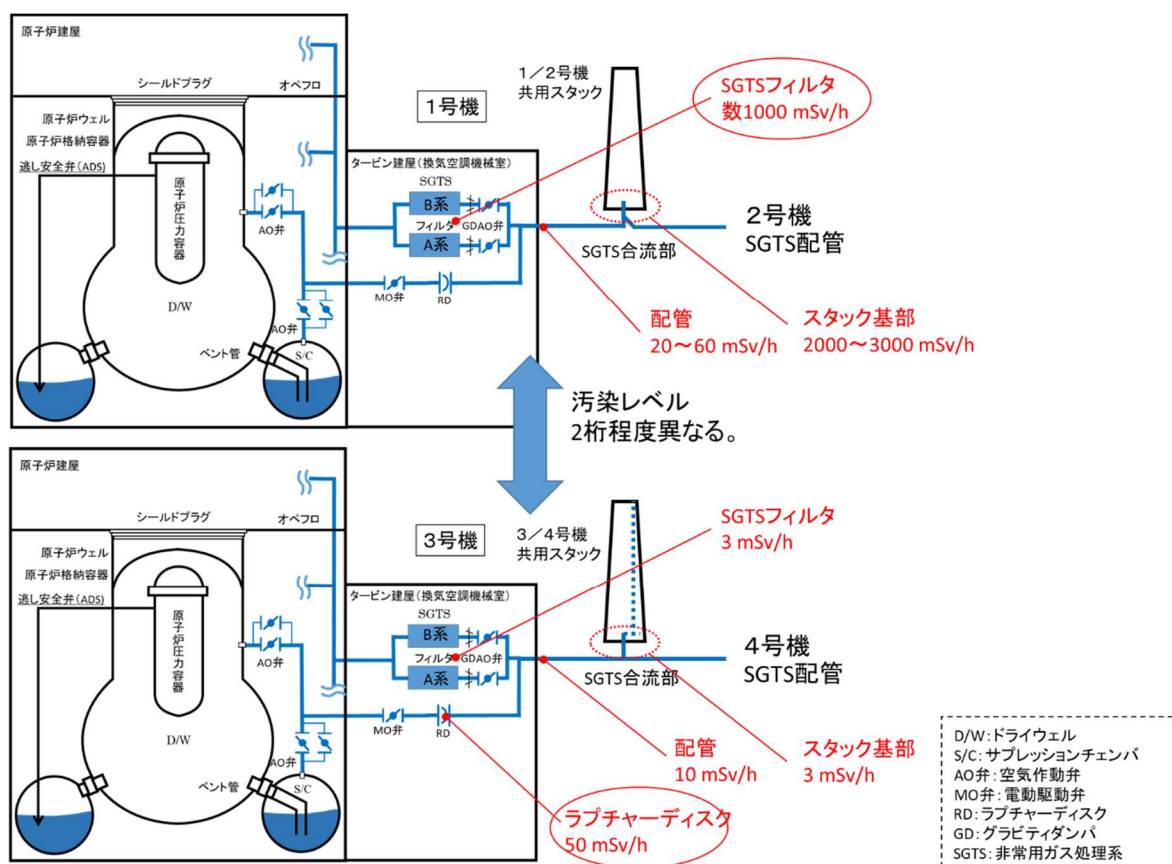 原子炉建屋
シールドプラグ
オペフロ
原子炉ウェル
原子炉格納容器
逃し安全弁(ADS)
原子炉圧力容器
AO弁
D/W
AO弁
ベント管
S/C
1号機
タービン建屋(換気空調機械室)
SGTS
B系
フィルタ
GDAO弁
A系
MO弁
RD
1/2号機
共用スタック
SGTS合流部
2号機
SGTS配管
SGTSフィルタ
数1000 mSv/h
配管
20~60 mSv/h
スタック基部
2000~3000 mSv/h
汚染レベル
2桁程度異なる。
原子炉建屋
シールドプラグ
オペフロ
原子炉ウェル
原子炉格納容器
逃し安全弁(ADS)
原子炉圧力容器
AO弁
D/W
AO弁
ベント管
S/C
3号機
タービン建屋(換気空調機械室)
SGTS
B系
フィルタ
GDAO弁
A系
MO弁
RD
3/4号機
共用スタック
SGTS合流部
4号機
SGTS配管
SGTSフィルタ
3 mSv/h
配管
10 mSv/h
スタック基部
3 mSv/h
ラプチャーディスク
50 mSv/h
D/W:ドライウェル
S/C:サプレッションチェンバ
AO弁:空気作動弁
MO弁:電動駆動弁
RD:ラプチャーディスク
GD:グラビティダンパ
SGTS:非常用ガス処理系